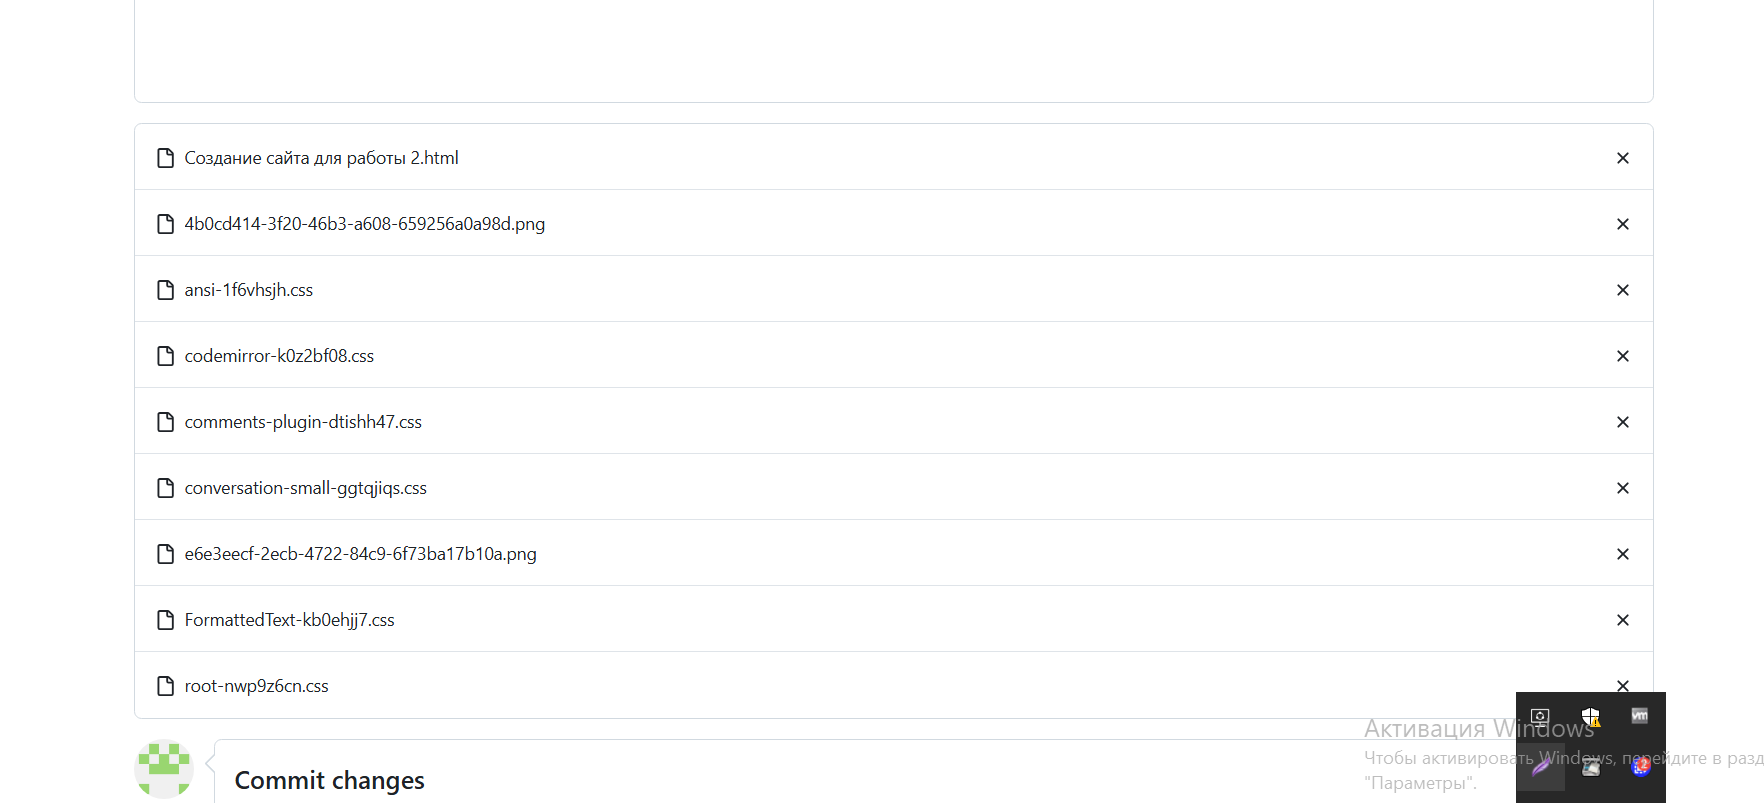 Создание сайта для работы 2.html
4b0cd414-3f20-46b3-a608-659256a0a98d.png
ansi-1f6vhsjh.css
codemirror-k0z2bf08.css
comments-plugin-dtishh47.css
conversation-small-ggtqjiqs.css
e6e3eecf-2ecb-4722-84c9-6f73ba17b10a.png
FormattedText-kb0ehjj7.css
root-nwp9z6cn.css
Commit changes
Активация Windows
Чтобы активировать Windows, перейдите в разд
"Параметры".
vm
2